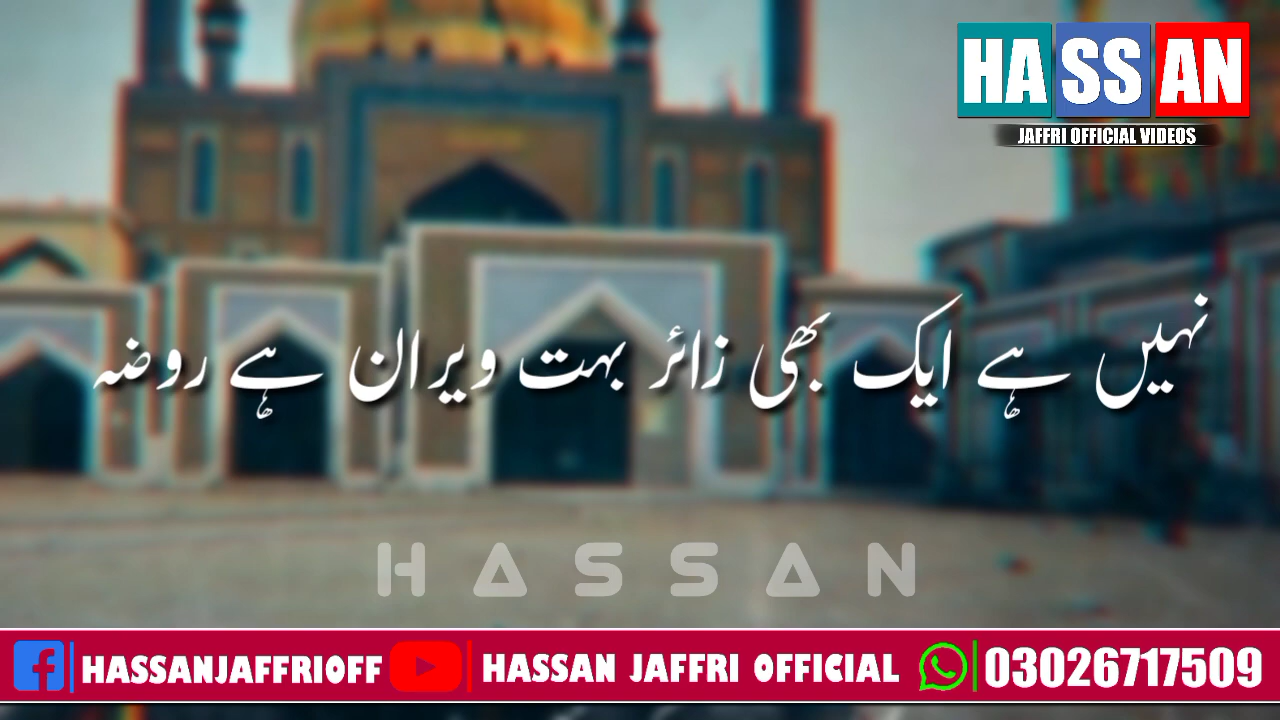 HASSAN
JAFFRI OFFICIAL VIDEOS
نہیں ہے ایک بھی زائر بہت ویران ہے روضہ
HASSAN
HASSANJAFFRIOFF HASSAN JAFFRI OFFICIAL 03026717509